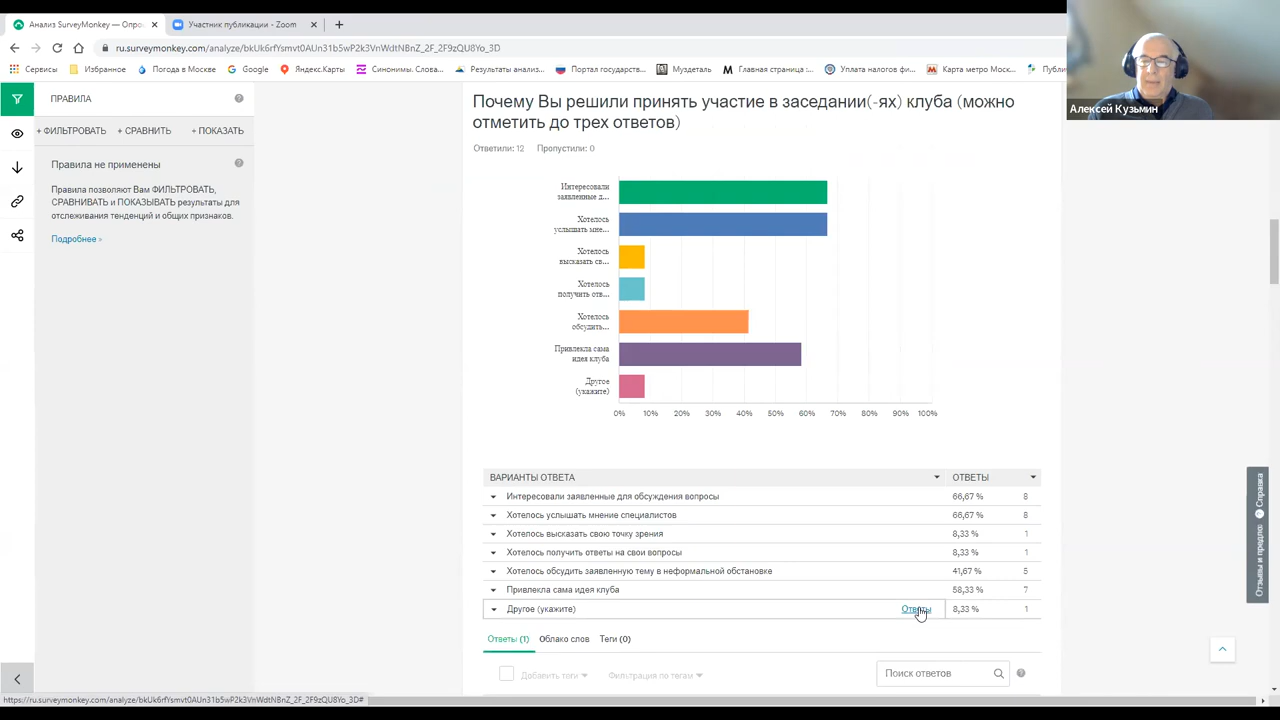 Анализ SurveyMonkey — Опро
Участник публикации - Zoom
ru.surveymonkey.com/analyze/bkUk6rfYsmvt0AUn31b5wP2k3VnWdtNBnZ_2F_2F9zQU8Yo_3D
Сервисы
Избранное
Погода в Москве
Google
Яндекс.Карты
Синонимы. Слова...
Результаты анализ...
Портал государств...
Муздеталь
Главная страница :...
Уплата налогов фи...
Карта метро Моск...
Алексей Кузьмин
ПРАВИЛА
+ ФИЛЬТРОВАТЬ + СРАВНИТЬ + ПОКАЗАТЬ
Правила не применены
Правила позволяют Вам ФИЛЬТРОВАТЬ,
СРАВНИВАТЬ и ПОКАЗЫВАТЬ результаты для
отслеживания тенденций и общих признаков.
Подробнее »
Почему Вы решили принять участие в заседании(-ях) клуба (можно
отметить до трех ответов)
Ответили: 12 Пропустили: 0
Интересовали
заявленные д...
Хотелось
услышать мне...
Хотелось
высказать св...
Хотелось
получить отв...
Хотелось
обсудить...
Привлекла сама
идея клуба
Другое
(укажите)
0% 10% 20% 30% 40% 50% 60% 70% 80% 90% 100%
ВАРИАНТЫ ОТВЕТА ОТВЕТЫ
Интересовали заявленные для обсуждения вопросы 66,67 % 8
Хотелось услышать мнение специалистов 66,67 % 8
Хотелось высказать свою точку зрения 8,33 % 1
Хотелось получить ответы на свои вопросы 8,33 % 1
Хотелось обсудить заявленную тему в неформальной обстановке 41,67 % 5
Привлекла сама идея клуба 58,33 % 7
Другое (укажите) Ответы 8,33 % 1
Ответы (1) Облако слов Теги (0)
Добавить теги Фильтрация по тегам
Поиск ответов
Справка
Отзывы и предло
https://ru.surveymonkey.com/analyze/bkUk6rfYsmvt0AUn31b5wP2k3VnWdtNBnZ_2F_2F9zQU8Yo_3D#